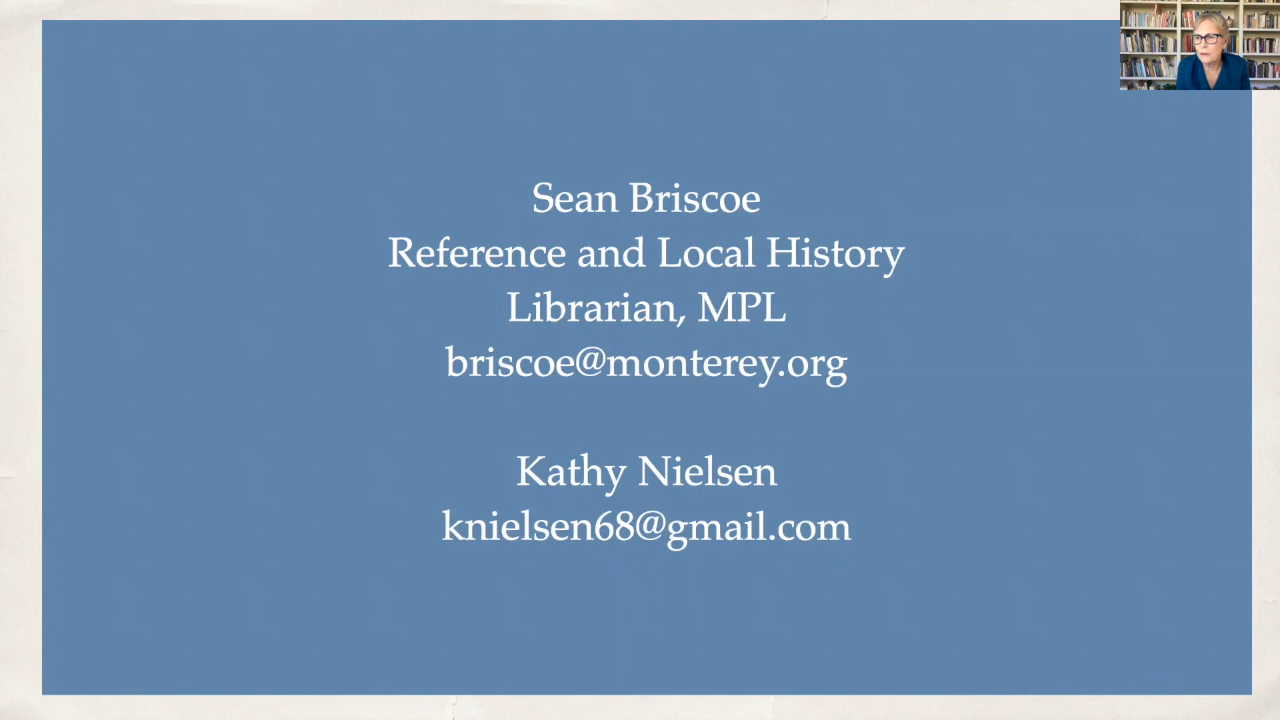 Sean Briscoe
Reference and Local History
Librarian, MPL
briscoe@monterey.org
Kathy Nielsen
knielsen68@gmail.com